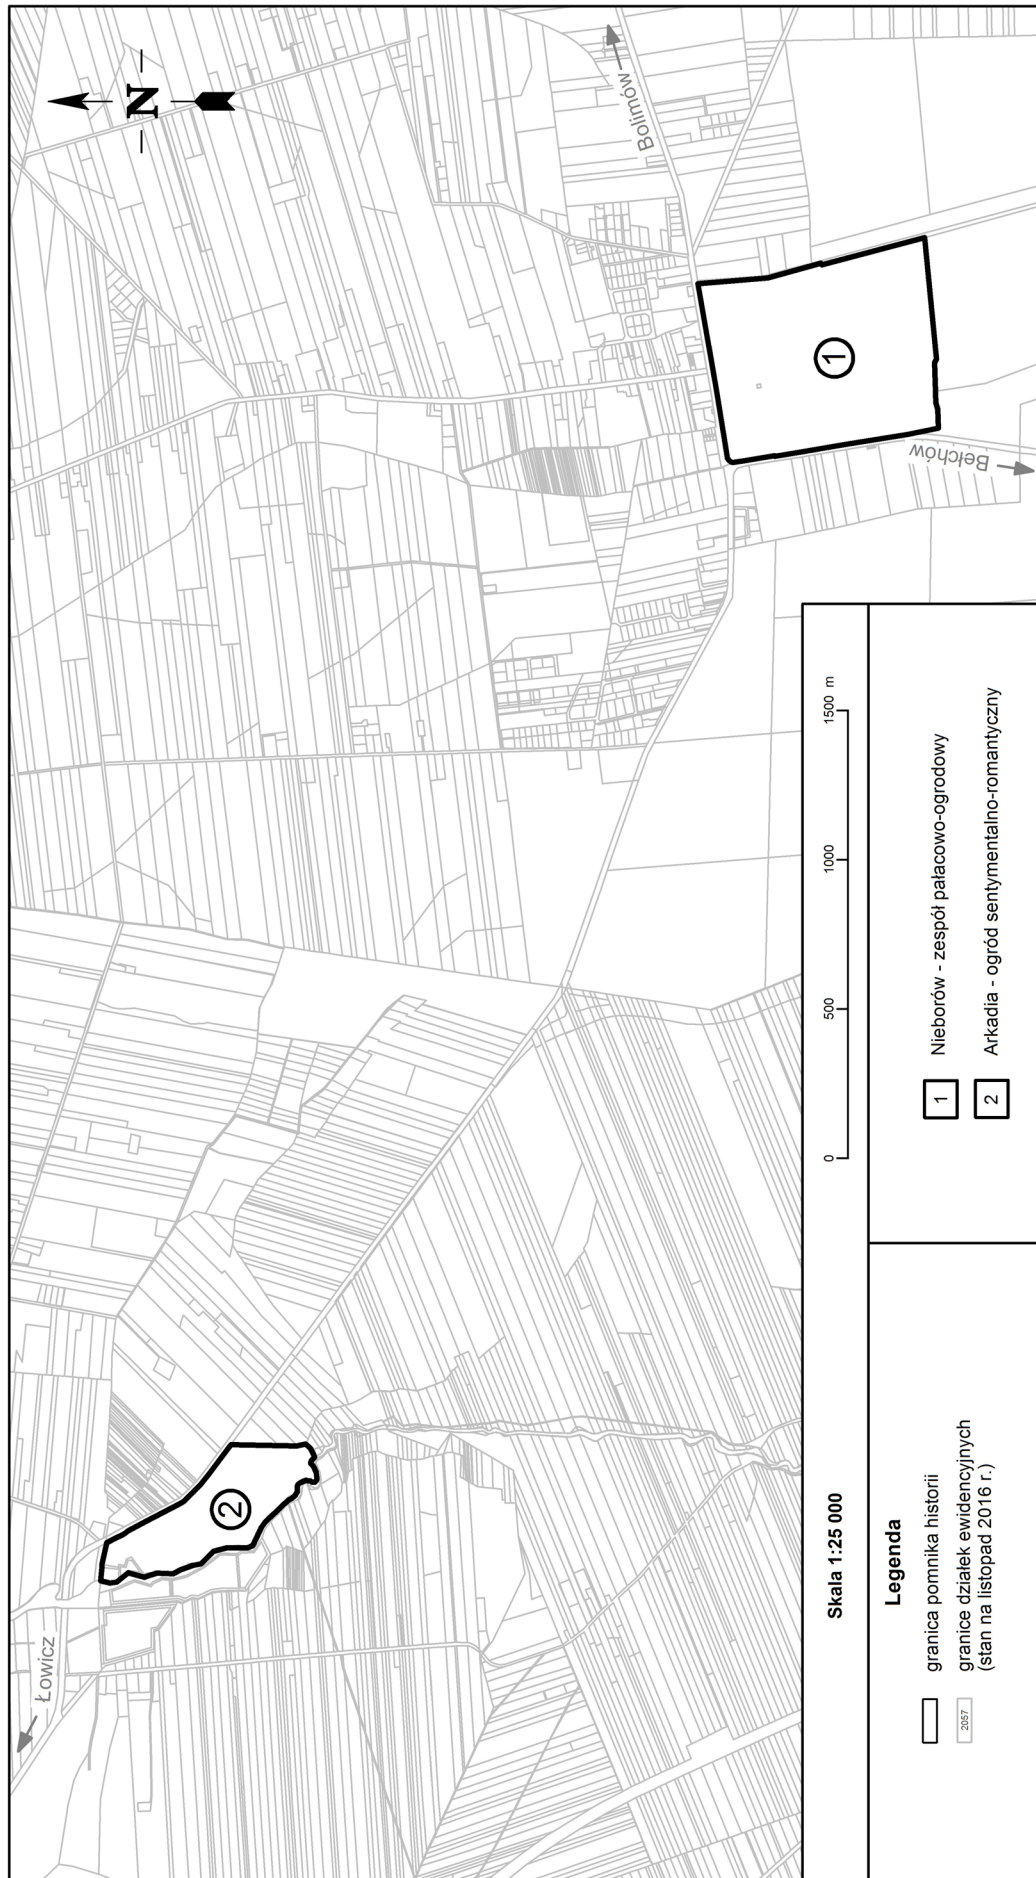 N
Łowicz
Bolimów
Bełchów
1
2
Skala 1:25 000
0 500 1000 1500 m
Legenda
granica pomnika historii
2057
granice działek ewidencyjnych
(stan na listopad 2016 r.)
1 Nieborów - zespół pałacowo-ogrodowy
2 Arkadia - ogród sentymentalno-romantyczny